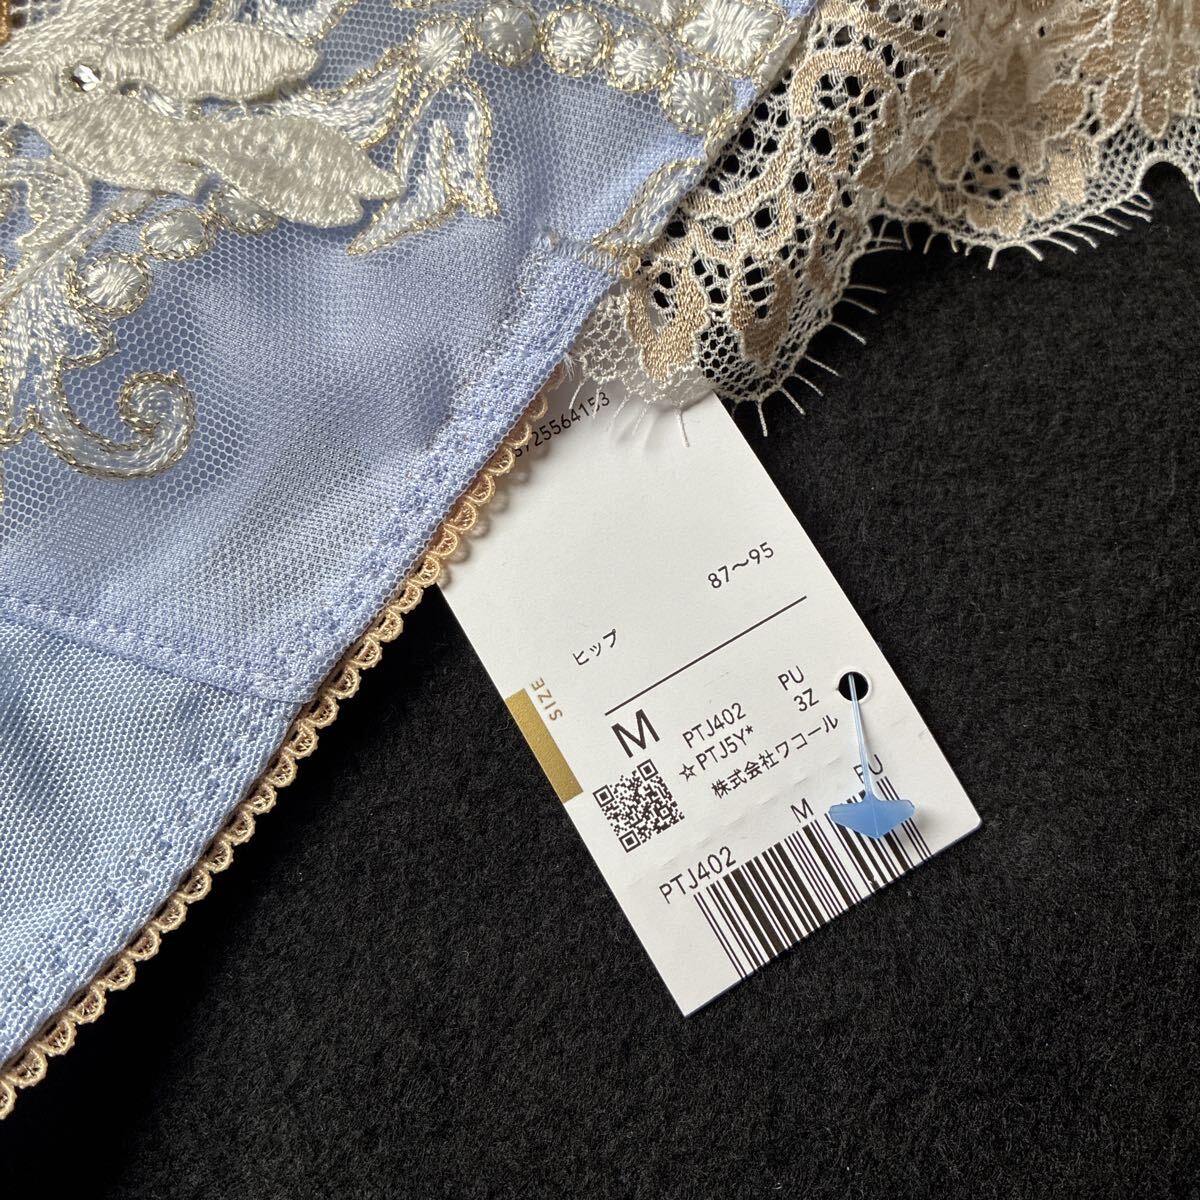 5725564153
ヒップ 87～95
SIZE
M
PTJ402 PU
☆PTJ5Y* 3Z
株式会社ワコール
M PU
PTJ402